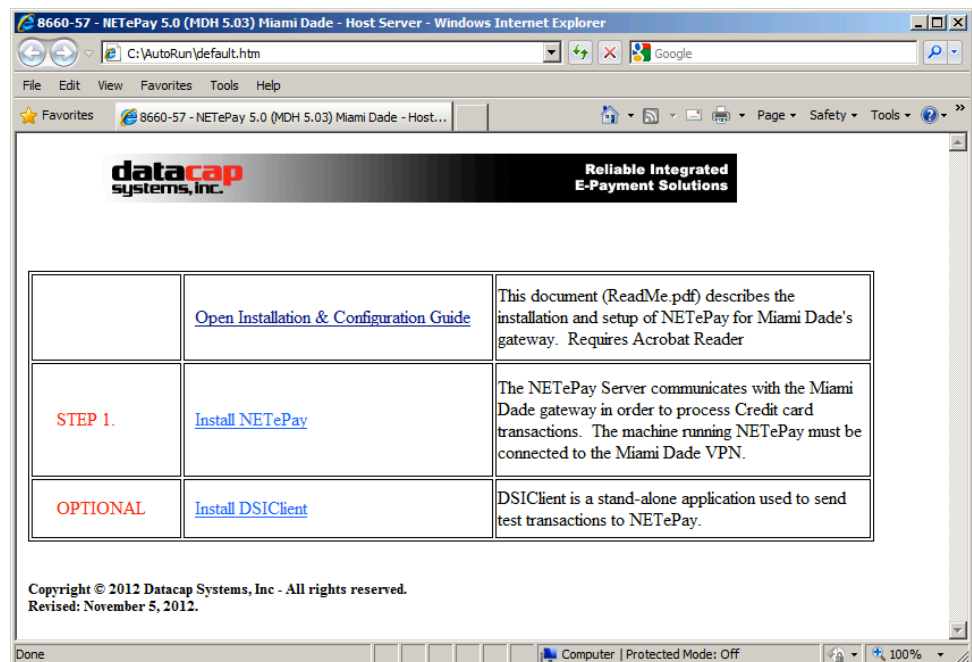 8660-57 - NETePay 5.0 (MDH 5.03) Miami Dade - Host Server - Windows Internet Explorer
C:\AutoRun\default.htm
Google
File Edit View Favorites Tools Help
Favorites
8660-57 - NETePay 5.0 (MDH 5.03) Miami Dade - Host...
Page Safety Tools
datacap
systems, inc.
Reliable Integrated
E-Payment Solutions
Open Installation & Configuration Guide
This document (ReadMe.pdf) describes the
installation and setup of NETePay for Miami Dade's
gateway. Requires Acrobat Reader
STEP 1.
Install NETePay
The NETePay Server communicates with the Miami
Dade gateway in order to process Credit card
transactions. The machine running NETePay must be
connected to the Miami Dade VPN.
OPTIONAL
Install DSIClient
DSIClient is a stand-alone application used to send
test transactions to NETePay.
Copyright © 2012 Datacap Systems, Inc - All rights reserved.
Revised: November 5, 2012.
Done
Computer | Protected Mode: Off
100%